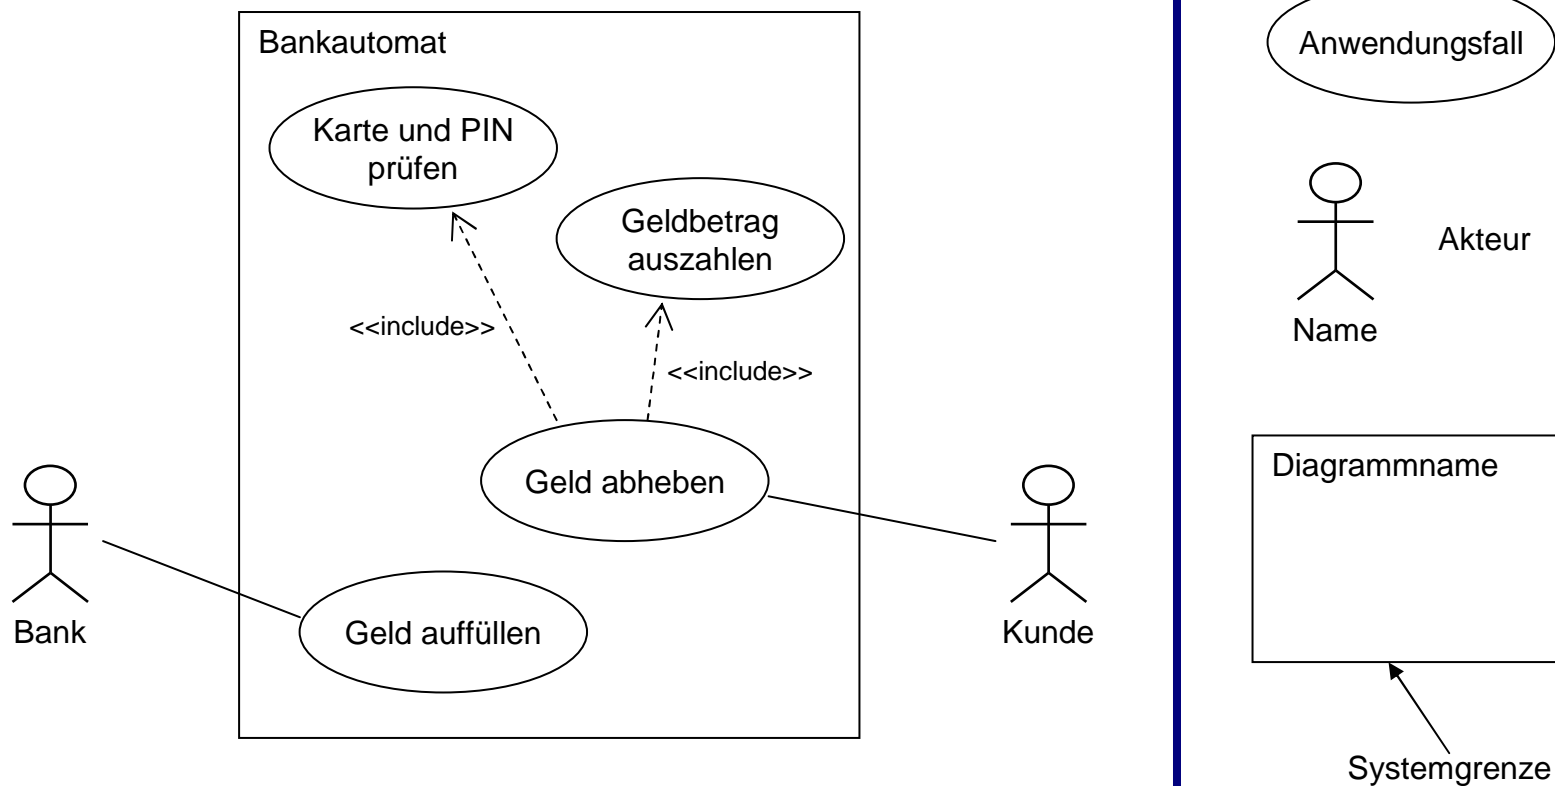 Bankautomat
Karte und PIN
prüfen
Geldbetrag
auszahlen
<<include>>
<<include>>
Geld abheben
Bank
Geld auffüllen
Kunde
Anwendungsfall
Akteur
Name
Diagrammname
Systemgrenze